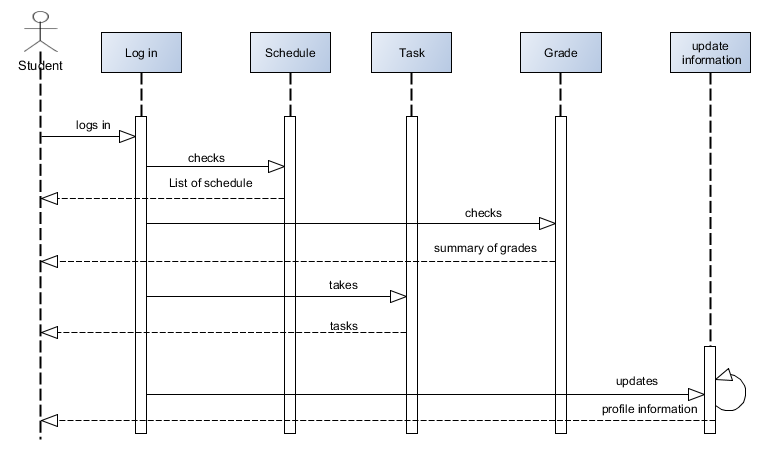 Student
Log in
Schedule
Task
Grade
update
information
logs in
checks
List of schedule
checks
summary of grades
takes
tasks
updates
profile information